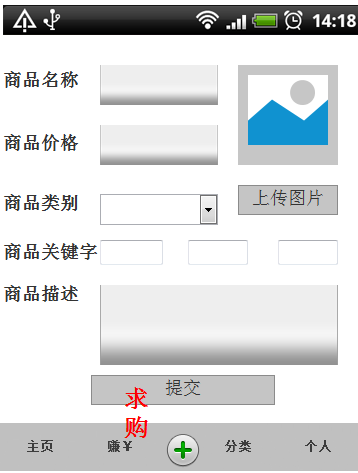 14:18
商品名称
商品价格
商品类别
上传图片
商品关键字
商品描述
提交
求
购
主页
赚￥
分类
个人